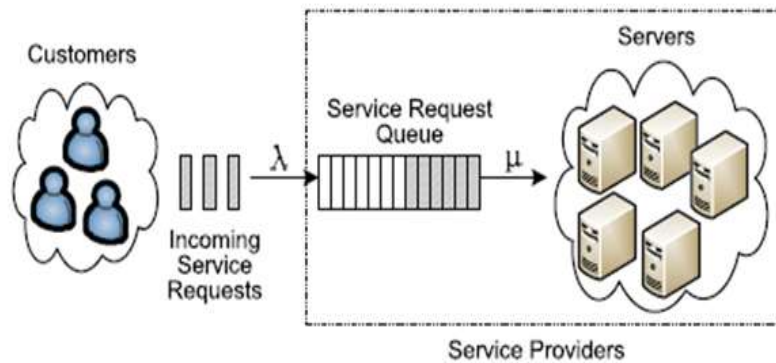 Customers
Incoming
Service
Requests
λ
Service Request
Queue
μ
Servers
Service Providers